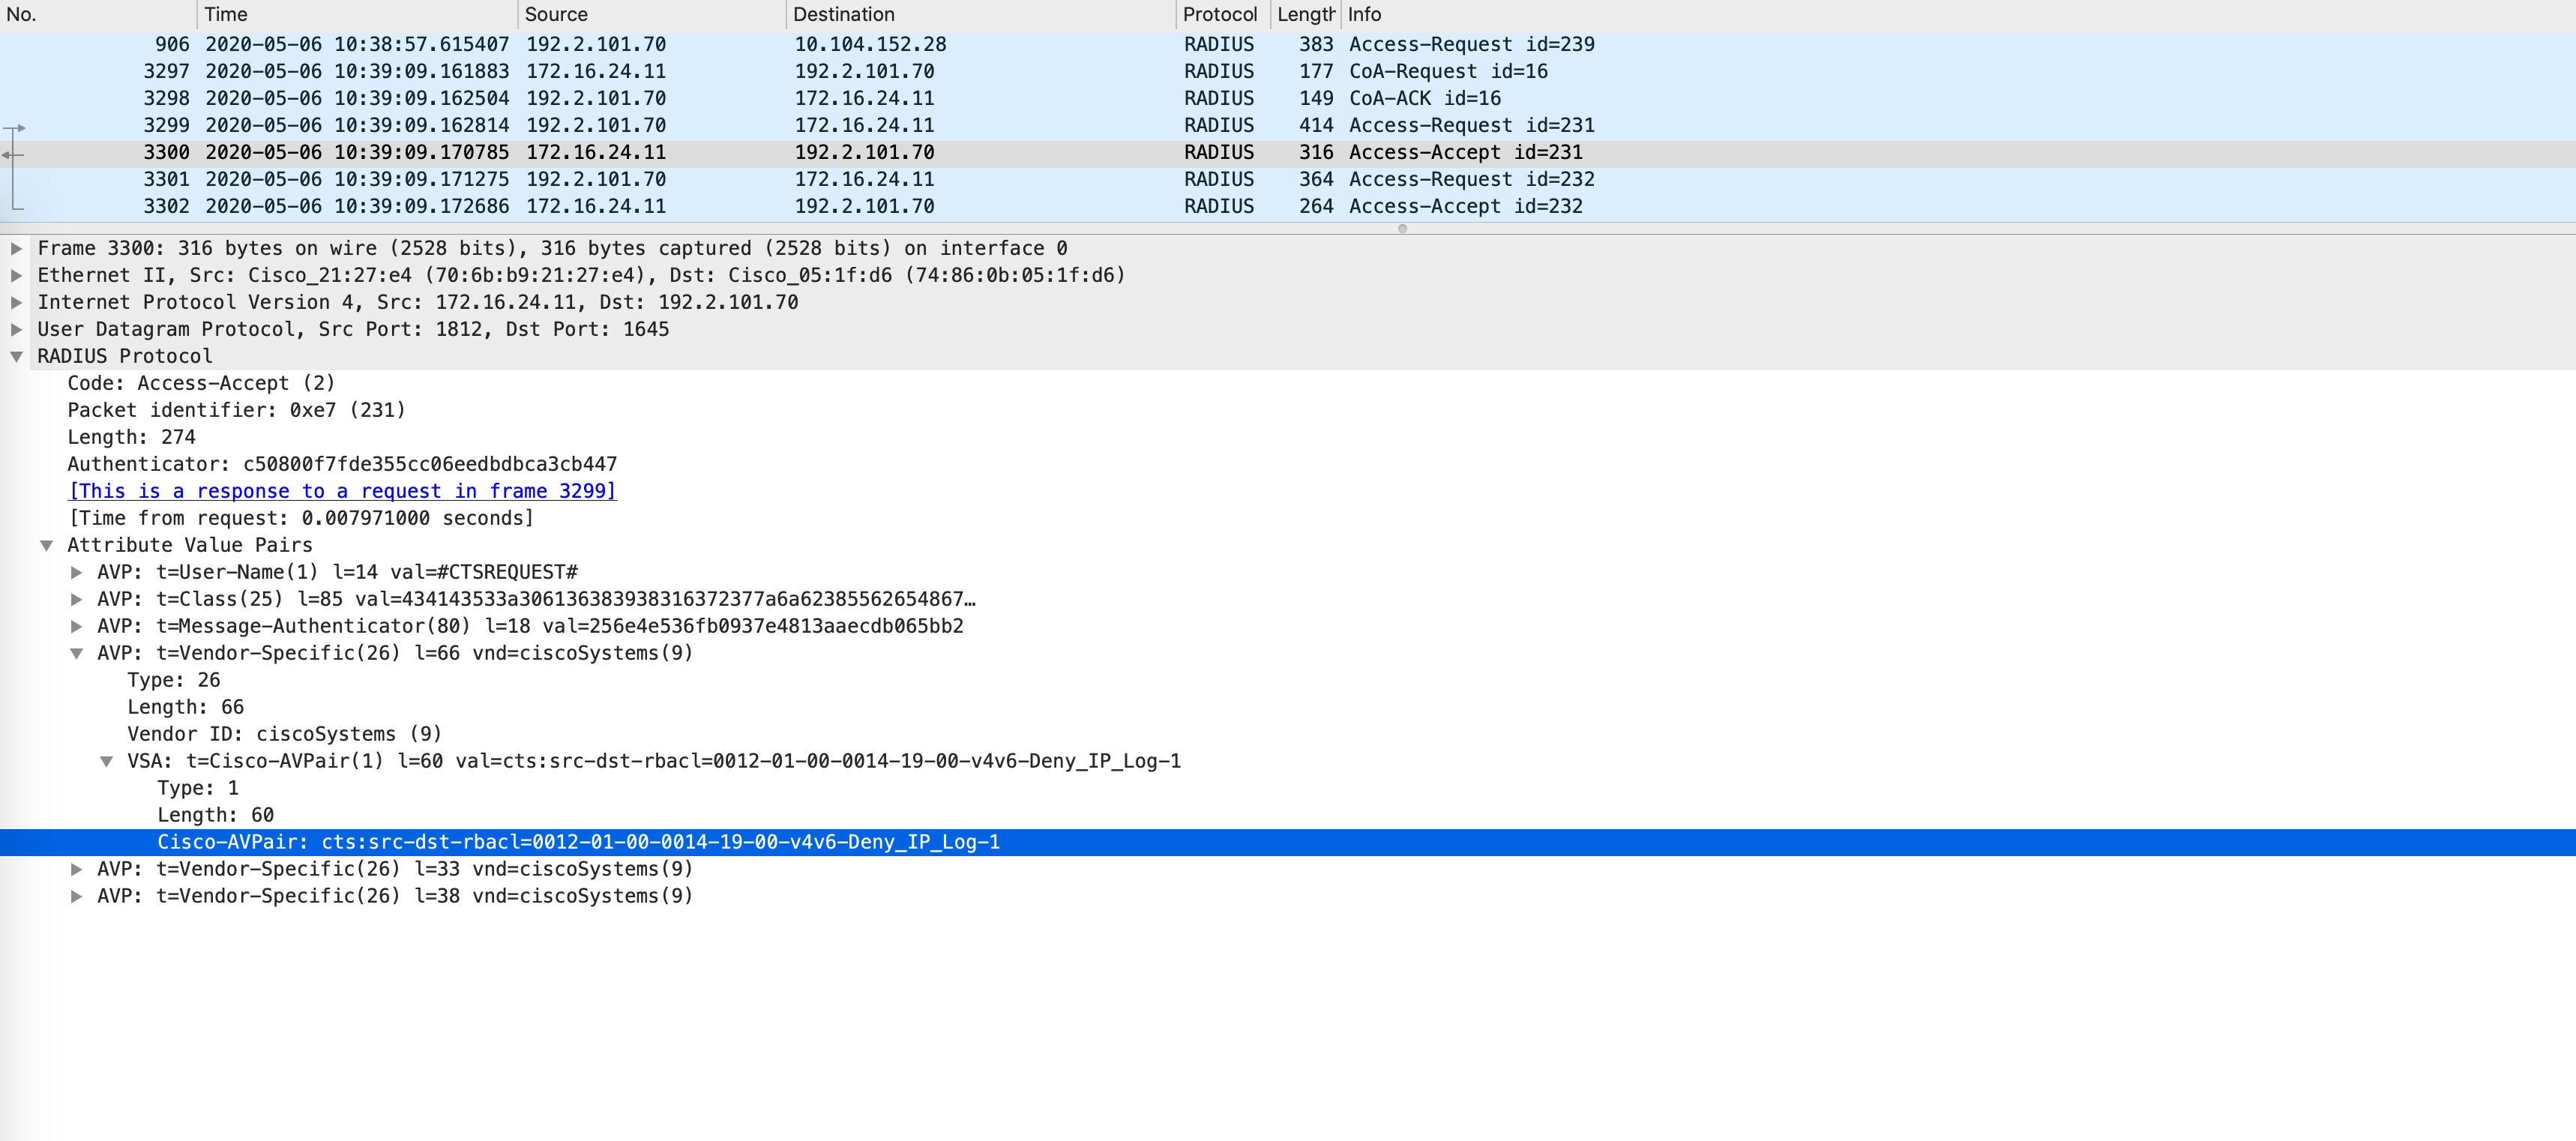 No. Time Source Destination Protocol Length Info
906 2020-05-06 10:38:57.615407 192.2.101.70 10.104.152.28 RADIUS 383 Access-Request id=239
3297 2020-05-06 10:39:09.161883 172.16.24.11 192.2.101.70 RADIUS 177 CoA-Request id=16
3298 2020-05-06 10:39:09.162504 192.2.101.70 172.16.24.11 RADIUS 149 CoA-ACK id=16
3299 2020-05-06 10:39:09.162814 192.2.101.70 172.16.24.11 RADIUS 414 Access-Request id=231
3300 2020-05-06 10:39:09.170785 172.16.24.11 192.2.101.70 RADIUS 316 Access-Accept id=231
3301 2020-05-06 10:39:09.171275 192.2.101.70 172.16.24.11 RADIUS 364 Access-Request id=232
3302 2020-05-06 10:39:09.172686 172.16.24.11 192.2.101.70 RADIUS 264 Access-Accept id=232
Frame 3300: 316 bytes on wire (2528 bits), 316 bytes captured (2528 bits) on interface 0
Ethernet II, Src: Cisco_21:27:e4 (70:6b:b9:21:27:e4), Dst: Cisco_05:1f:d6 (74:86:0b:05:1f:d6)
Internet Protocol Version 4, Src: 172.16.24.11, Dst: 192.2.101.70
User Datagram Protocol, Src Port: 1812, Dst Port: 1645
RADIUS Protocol
Code: Access-Accept (2)
Packet identifier: 0xe7 (231)
Length: 274
Authenticator: c50800f7fde355cc06eedbdbca3cb447
[This is a response to a request in frame 3299]
[Time from request: 0.007971000 seconds]
Attribute Value Pairs
AVP: t=User-Name(1) l=14 val=#CTSREQUEST#
AVP: t=Class(25) l=85 val=434143533a306136383938316372377a6a62385562654867…
AVP: t=Message-Authenticator(80) l=18 val=256e4e536fb0937e4813aaecdb065bb2
AVP: t=Vendor-Specific(26) l=66 vnd=ciscoSystems(9)
Type: 26
Length: 66
Vendor ID: ciscoSystems (9)
VSA: t=Cisco-AVPair(1) l=60 val=cts:src-dst-rbacl=0012-01-00-0014-19-00-v4v6-Deny_IP_Log-1
Type: 1
Length: 60
Cisco-AVPair: cts:src-dst-rbacl=0012-01-00-0014-19-00-v4v6-Deny_IP_Log-1
AVP: t=Vendor-Specific(26) l=33 vnd=ciscoSystems(9)
AVP: t=Vendor-Specific(26) l=38 vnd=ciscoSystems(9)